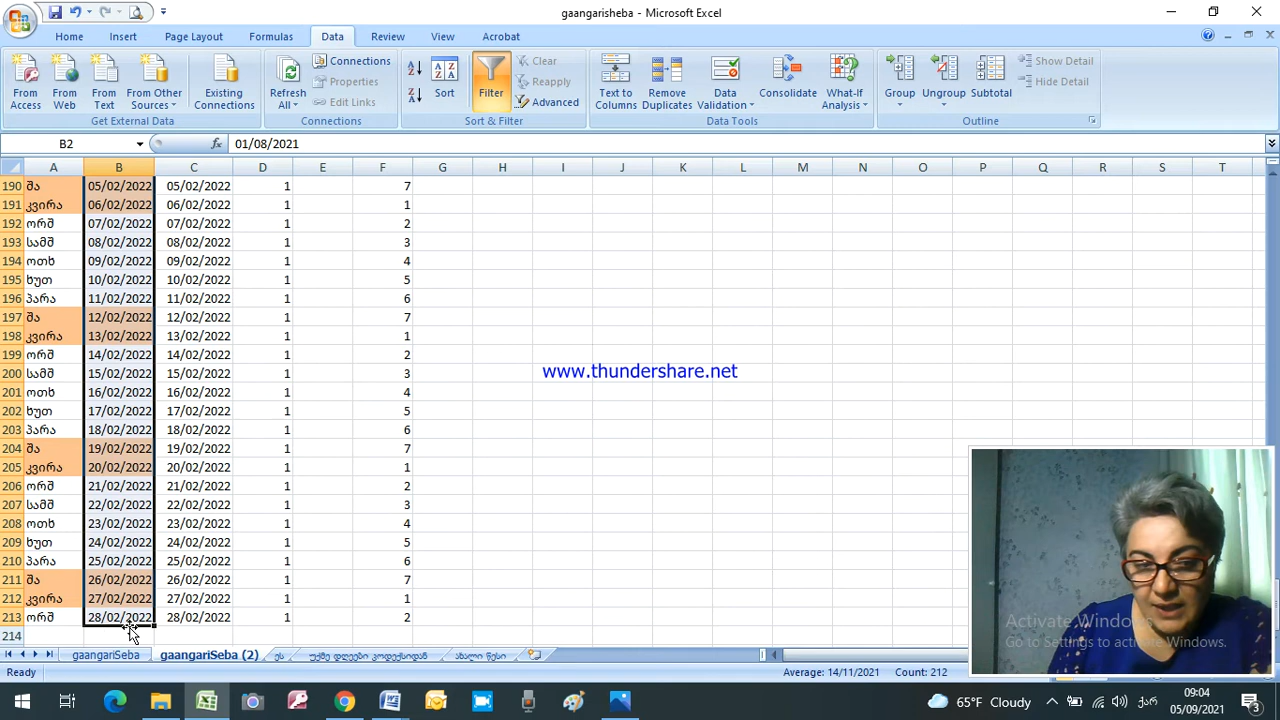 gaangarisheba - Microsoft Excel
Home Insert Page Layout Formulas Data Review View Acrobat
From Access
From Web
From Text
From Other Sources
Existing Connections
Get External Data
Refresh All
Connections
Properties
Edit Links
Connections
Sort
Filter
Clear
Reapply
Advanced
Sort & Filter
Text to Columns
Remove Duplicates
Data Validation
Consolidate
What-If Analysis
Data Tools
Group
Ungroup
Subtotal
Show Detail
Hide Detail
Outline
B2 fx 01/08/2021
A B C D E F G H I J K L M N O P Q R S T
190 შა 05/02/2022 05/02/2022 1 7
191 კვირა 06/02/2022 06/02/2022 1 1
192 ორშ 07/02/2022 07/02/2022 1 2
193 სამშ 08/02/2022 08/02/2022 1 3
194 ოთხ 09/02/2022 09/02/2022 1 4
195 ხუთ 10/02/2022 10/02/2022 1 5
196 პარა 11/02/2022 11/02/2022 1 6
197 შა 12/02/2022 12/02/2022 1 7
198 კვირა 13/02/2022 13/02/2022 1 1
199 ორშ 14/02/2022 14/02/2022 1 2
200 სამშ 15/02/2022 15/02/2022 1 3
www.thundershare.net
201 ოთხ 16/02/2022 16/02/2022 1 4
202 ხუთ 17/02/2022 17/02/2022 1 5
203 პარა 18/02/2022 18/02/2022 1 6
204 შა 19/02/2022 19/02/2022 1 7
205 კვირა 20/02/2022 20/02/2022 1 1
206 ორშ 21/02/2022 21/02/2022 1 2
207 სამშ 22/02/2022 22/02/2022 1 3
208 ოთხ 23/02/2022 23/02/2022 1 4
209 ხუთ 24/02/2022 24/02/2022 1 5
210 პარა 25/02/2022 25/02/2022 1 6
211 შა 26/02/2022 26/02/2022 1 7
212 კვირა 27/02/2022 27/02/2022 1 1
213 ორშ 28/02/2022 28/02/2022 1 2
214
Activate Windows
Go to Settings to activate Windows.
gaangariSeba gaangariSeba (2) ეს უქმე დღეები კოდექსიდან ახალი წესი
Ready Average: 14/11/2021 Count: 212
65°F Cloudy ქარ 09:04
05/09/2021
3